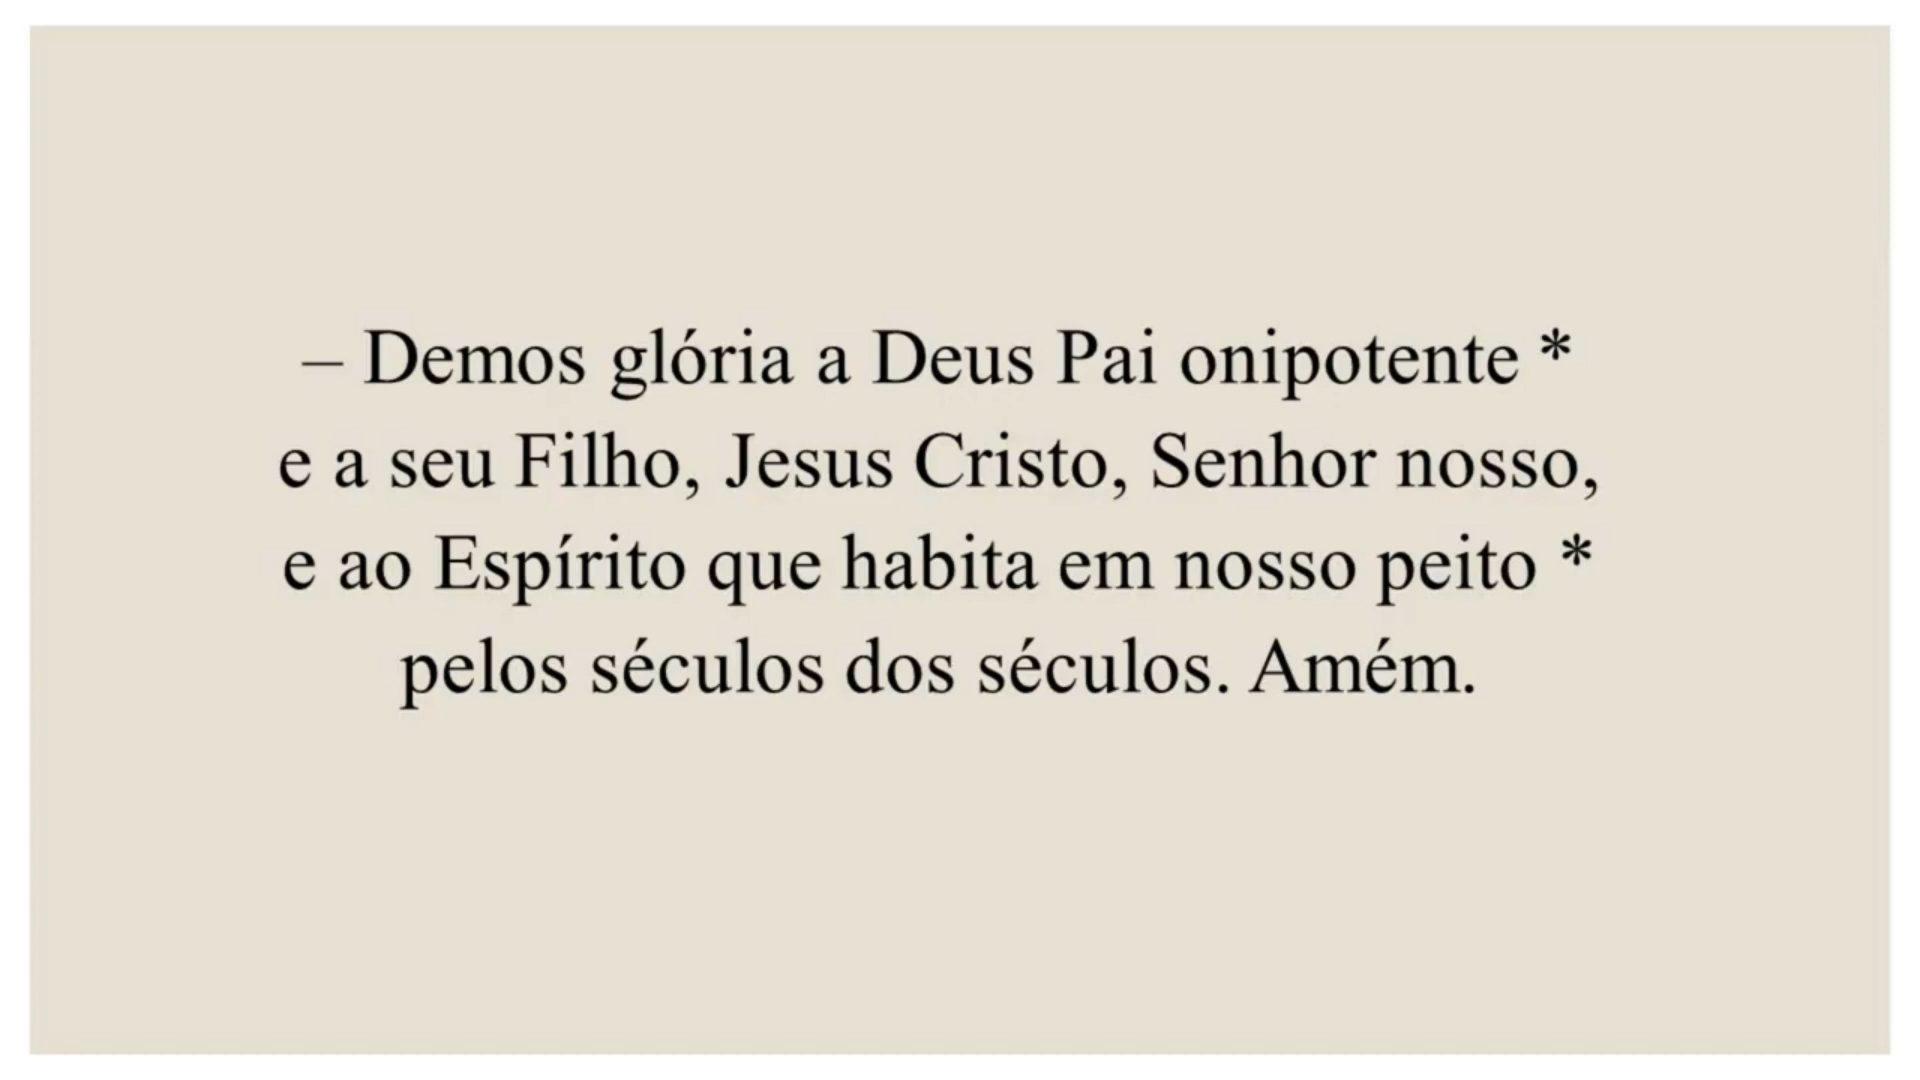 – Demos glória a Deus Pai onipotente *
e a seu Filho, Jesus Cristo, Senhor nosso,
e ao Espírito que habita em nosso peito *
pelos séculos dos séculos. Amém.